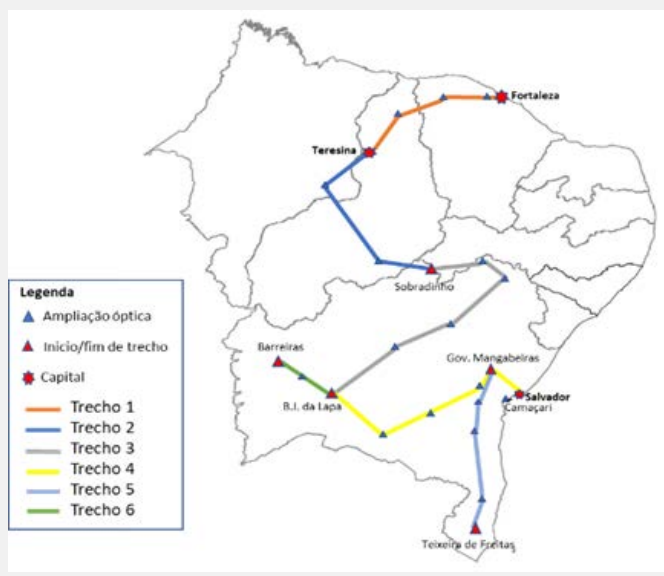 Fortaleza
Teresina
Sobradinho
Legenda
Ampliação óptica
Início/fim de trecho
Capital
Trecho 1
Trecho 2
Trecho 3
Trecho 4
Trecho 5
Trecho 6
Barreiras
B.J. da Lapa
Gov. Mangabeiras
Salvador
Camaçari
Teixeira de Freitas